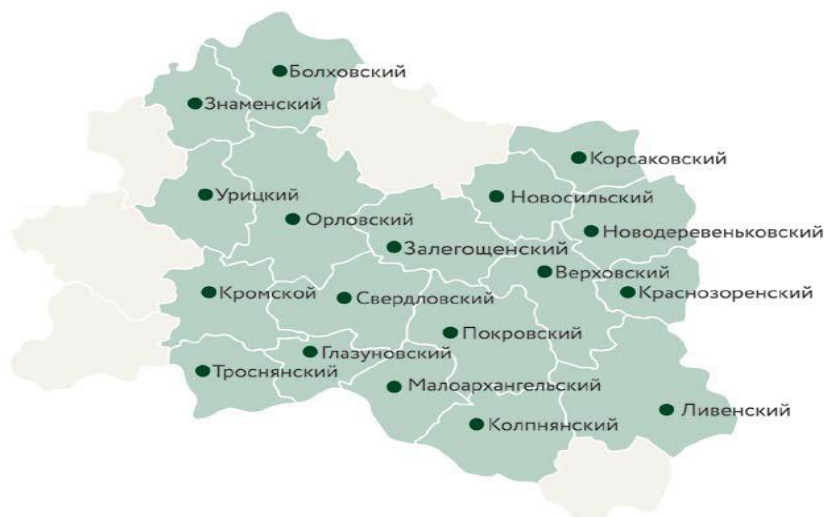 Болховский
Знаменский
Корсаковский
Урицкий
Новосильский
Орловский
Новодеревеньковский
Залегощенский
Верховский
Кромской
Свердловский
Краснозоренский
Покровский
Глазуновский
Троснянский
Малоархангельский
Ливенский
Колпнянский